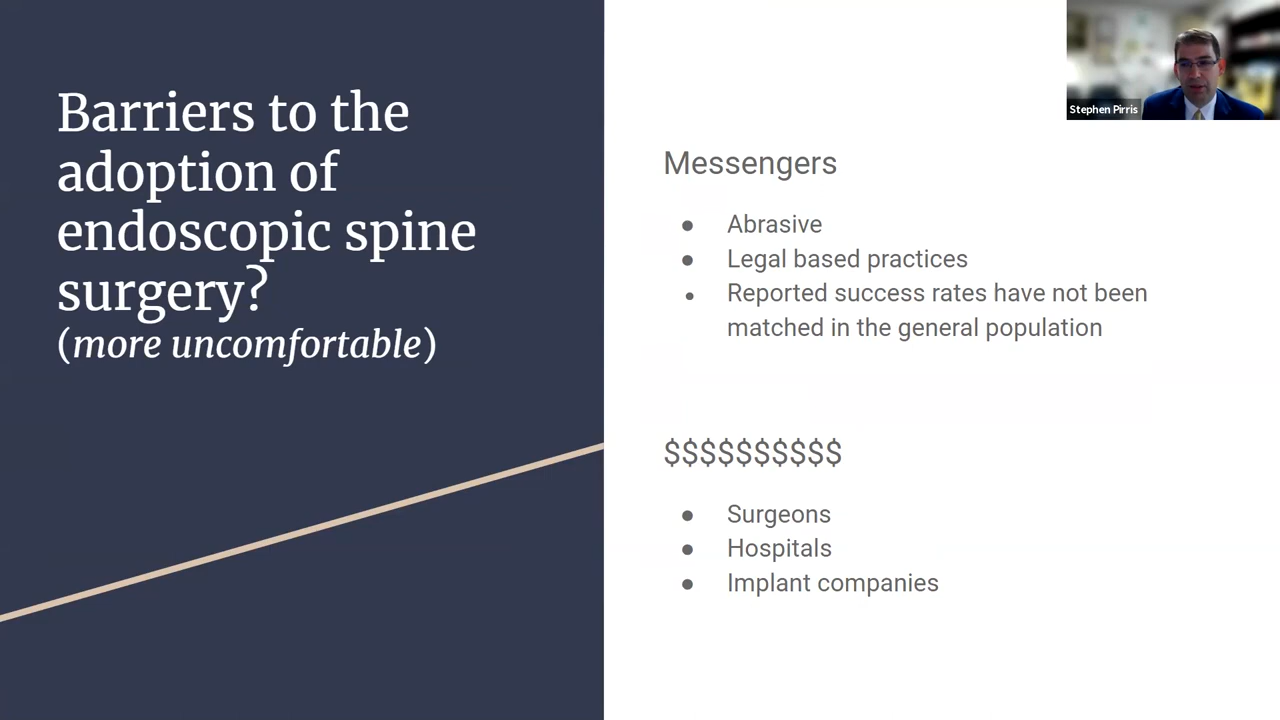 Barriers to the
adoption of
endoscopic spine
surgery?
(more uncomfortable)
Stephen Pirris
Messengers
● Abrasive
● Legal based practices
● Reported success rates have not been
matched in the general population
$$$$$$$$$$
● Surgeons
● Hospitals
● Implant companies